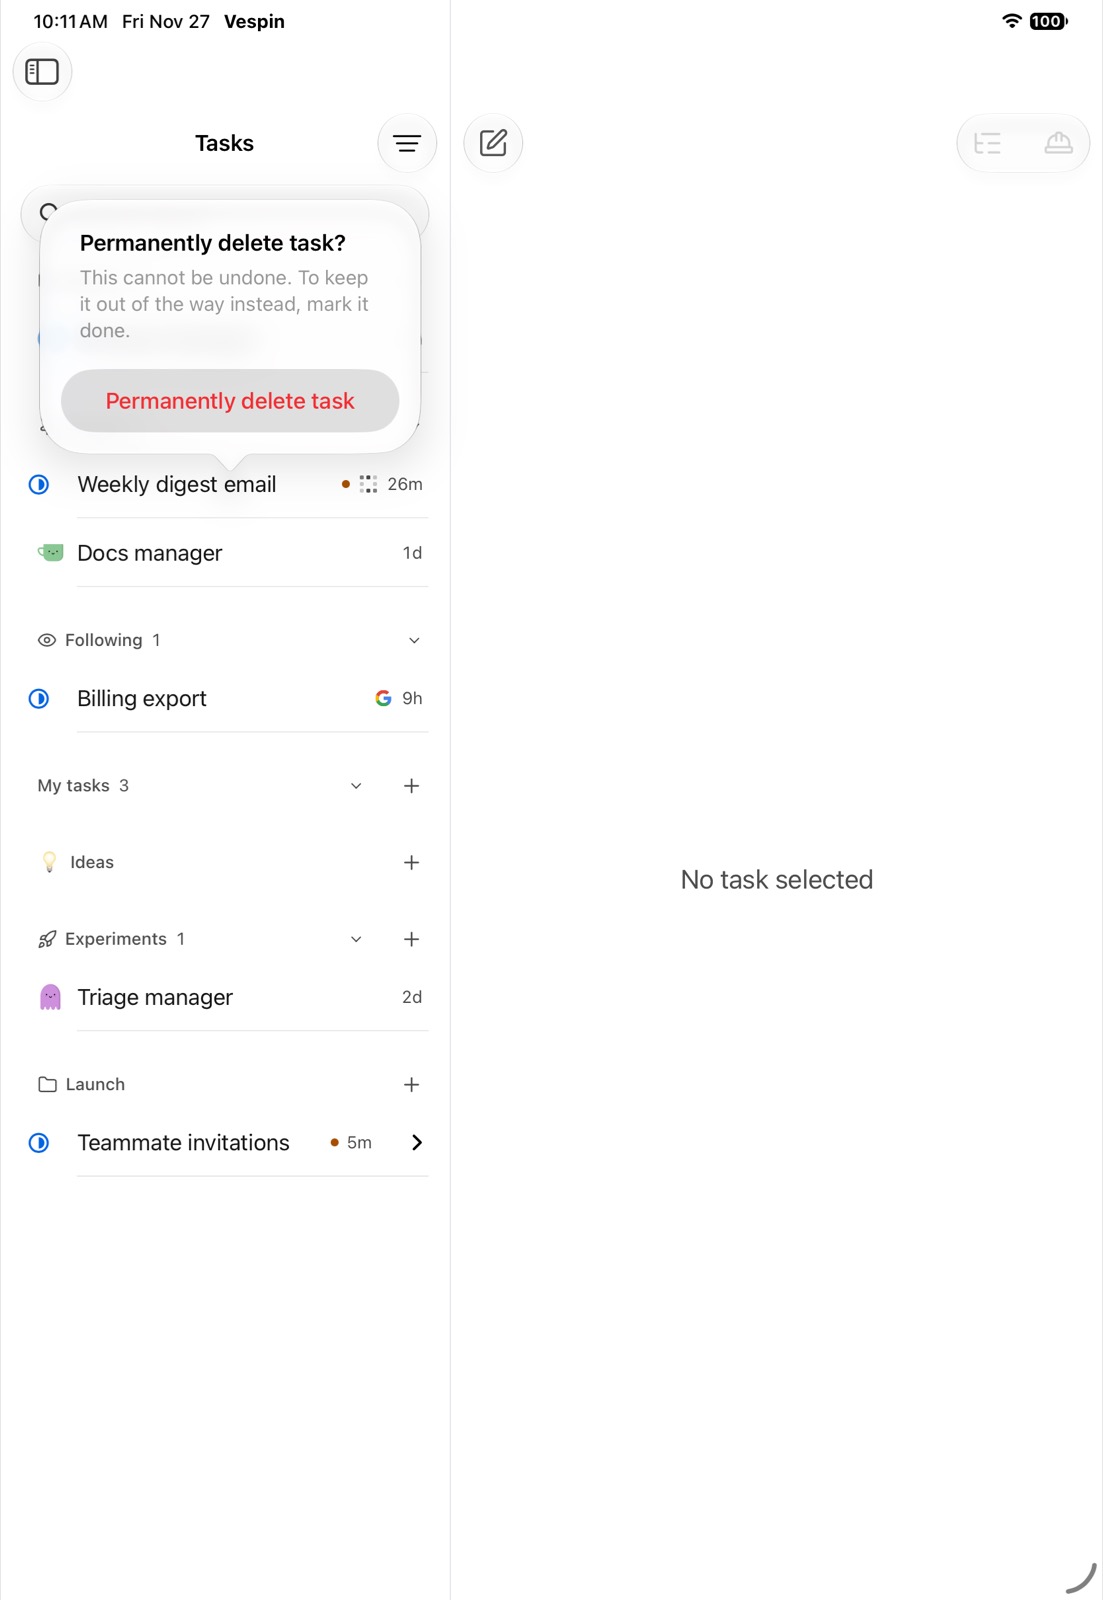 10:11 AM Fri Nov 27 Vespin
100
Tasks
Permanently delete task?
This cannot be undone. To keep
it out of the way instead, mark it
done.
Permanently delete task
Weekly digest email 26m
Docs manager 1d
Following 1
Billing export 9h
My tasks 3
Ideas
Experiments 1
Triage manager 2d
Launch
Teammate invitations 5m
No task selected